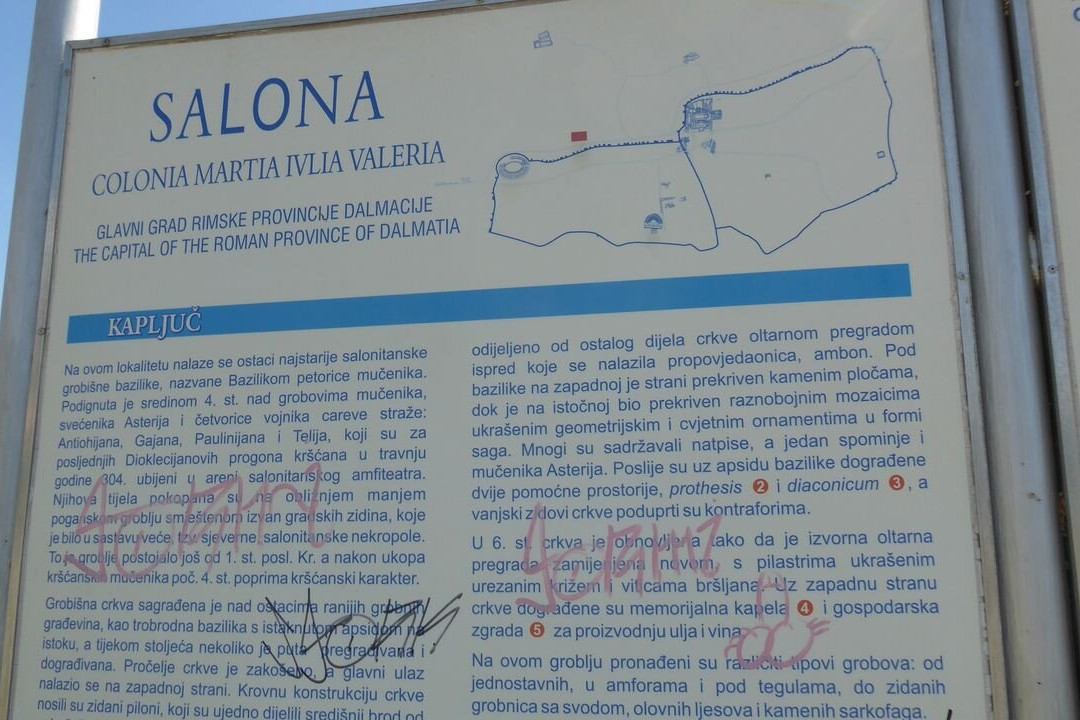 SALONA
COLONIA MARTIA IVLIA VALERIA
GLAVNI GRAD RIMSKE PROVINCIJE DALMACIJE
THE CAPITAL OF THE ROMAN PROVINCE OF DALMATIA
KAPLJUČ
Na ovom lokalitetu nalaze se ostaci najstarije salonitanske
grobišne bazilike, nazvane Bazilikom petorice mučenika.
Podignuta je sredinom 4. st. nad grobovima mučenika,
svećenika Asterija i četvorice vojnika careve straže:
Antiohijana, Gajana, Paulinijana i Telija, koji su za
posljednjih Dioklecijanovih progona kršćana u travnju
godine 304. ubijeni u areni salonitanskog amfiteatra.
Njihova tijela pokopana su na obližnjem manjem
poganskom groblju smještenom izvan gradskih zidina, koje
je bilo u sastavu veće, tzv. sjeverne, salonitanske nekropole.
To je groblje postojalo još od 1. st. posl. Kr. a nakon ukopa
kršćanskih mučenika poč. 4. st. poprima kršćanski karakter.
Grobišna crkva sagrađena je nad ostacima ranijih grobnih
građevina, kao trobrodna bazilika s istaknutom apsidom na
istoku, a tijekom stoljeća nekoliko je puta pregrađivana i
dograđivana. Pročelje crkve je zakošeno, a glavni ulaz
nalazio se na zapadnoj strani. Krovnu konstrukciju crkve
nosili su zidani piloni, koji su ujedno dijelili središnji brod od
odijeljeno od ostalog dijela crkve oltarnom pregradom
ispred koje se nalazila propovjedaonica, ambon. Pod
bazilike na zapadnoj je strani prekriven kamenim pločama,
dok je na istočnoj bio prekriven raznobojnim mozaicima
ukrašenim geometrijskim i cvjetnim ornamentima u formi
saga. Mnogi su sadržavali natpise, a jedan spominje i
mučenika Asterija. Poslije su uz apsidu bazilike dograđene
dvije pomoćne prostorije, prothesis 2 i diaconicum 3, a
vanjski zidovi crkve poduprti su kontraforima.
U 6. st. crkva je obnovljena tako da je izvorna oltarna
pregrada zamijenjena novom, s pilastrima ukrašenim
urezanim križem i viticama bršljana. Uz zapadnu stranu
crkve dograđene su memorijalna kapela 4 i gospodarska
zgrada 5 za proizvodnju ulja i vina.
Na ovom groblju pronađeni su različiti tipovi grobova: od
jednostavnih, u amforama i pod tegulama, do zidanih
grobnica sa svodom, olovnih ljesova i kamenih sarkofaga.